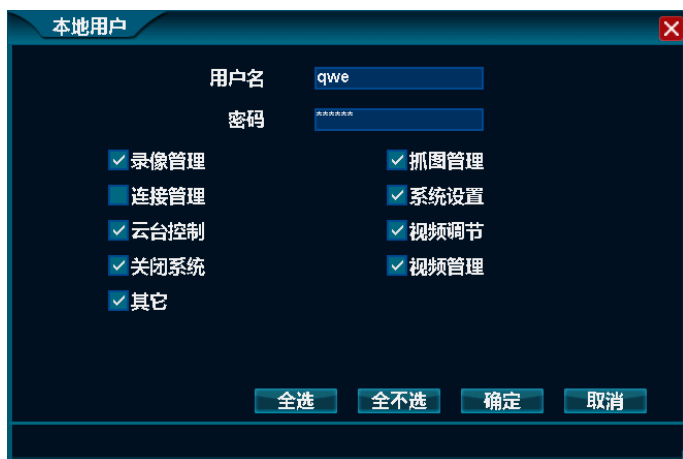 本地用户
用户名 qwe
密码 ******
录像管理 抓图管理
连接管理 系统设置
云台控制 视频调节
关闭系统 视频管理
其它
全选 全不选 确定 取消